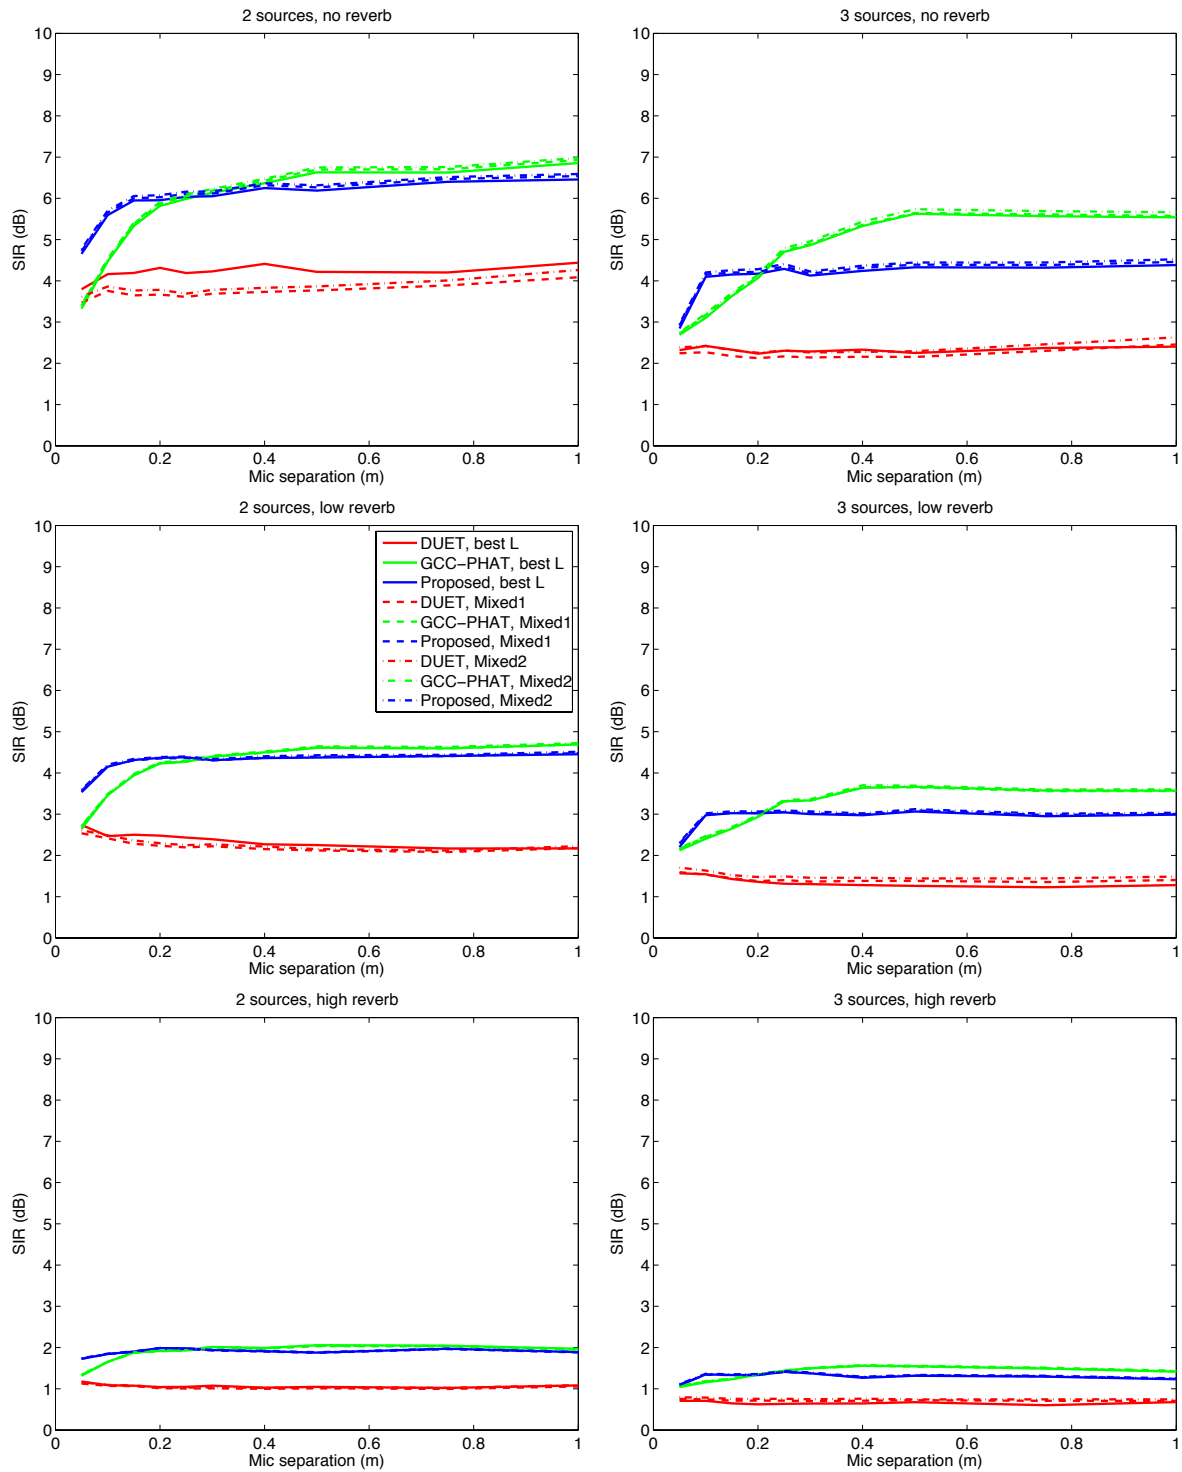 2 sources, no reverb
10
9
8
7
6
5
4
3
2
1
0
SIR (dB)
0 0.2 0.4 0.6 0.8 1
Mic separation (m)
3 sources, no reverb
10
9
8
7
6
5
4
3
2
1
0
SIR (dB)
0 0.2 0.4 0.6 0.8 1
Mic separation (m)
2 sources, low reverb
10
9
8
7
6
5
4
3
2
1
0
SIR (dB)
DUET, best L
GCC−PHAT, best L
Proposed, best L
DUET, Mixed1
GCC−PHAT, Mixed1
Proposed, Mixed1
DUET, Mixed2
GCC−PHAT, Mixed2
Proposed, Mixed2
0 0.2 0.4 0.6 0.8 1
Mic separation (m)
3 sources, low reverb
10
9
8
7
6
5
4
3
2
1
0
SIR (dB)
0 0.2 0.4 0.6 0.8 1
Mic separation (m)
2 sources, high reverb
10
9
8
7
6
5
4
3
2
1
0
SIR (dB)
0 0.2 0.4 0.6 0.8 1
Mic separation (m)
3 sources, high reverb
10
9
8
7
6
5
4
3
2
1
0
SIR (dB)
0 0.2 0.4 0.6 0.8 1
Mic separation (m)